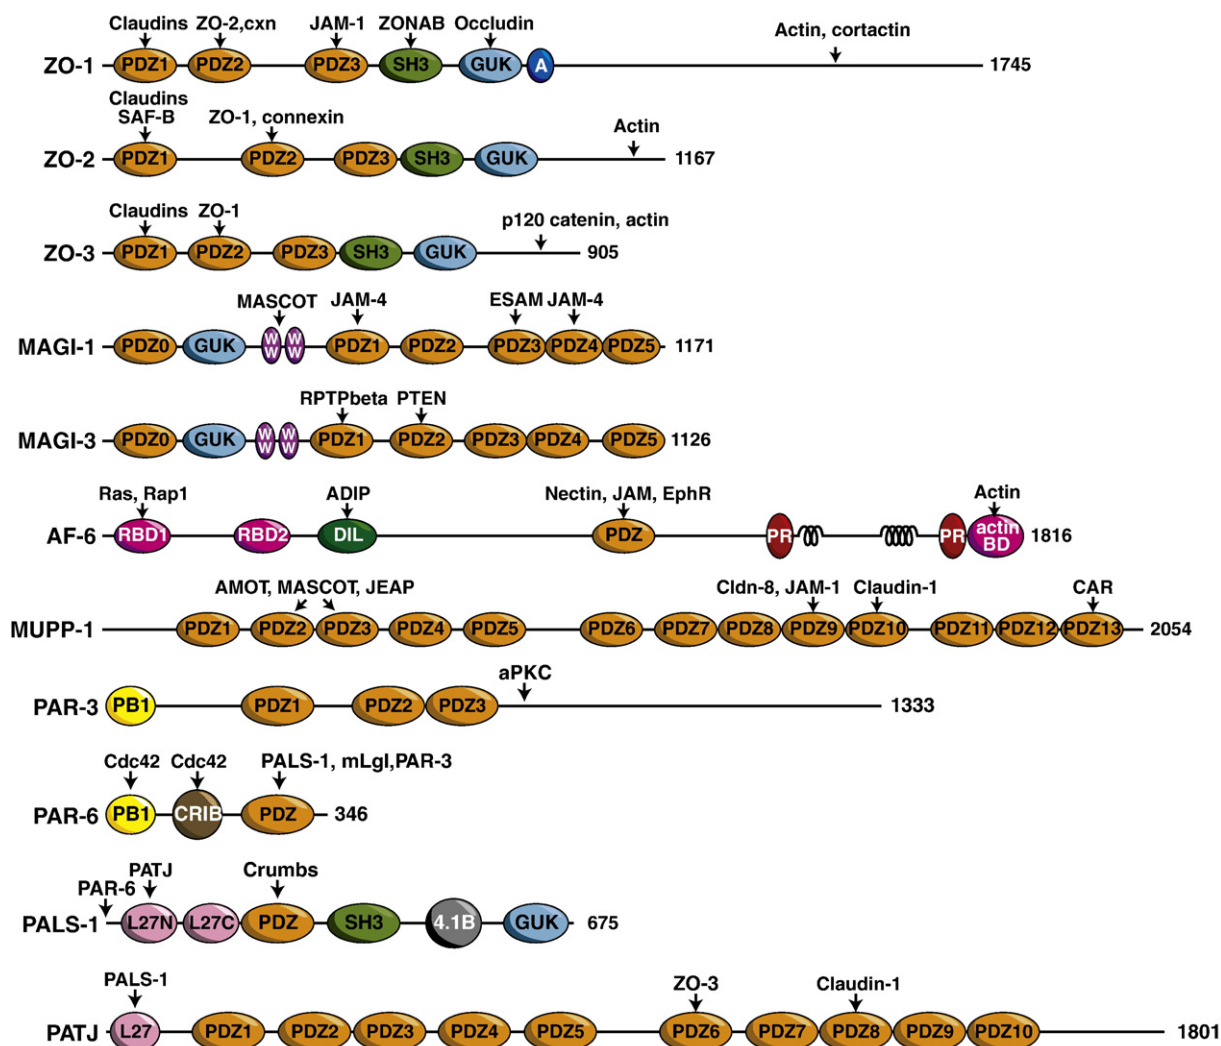 Claudins ZO-2,cxn JAM-1 ZONAB Occludin Actin, cortactin
ZO-1 PDZ1 PDZ2 PDZ3 SH3 GUK A 1745
Claudins
SAF-B ZO-1, connexin Actin
ZO-2 PDZ1 PDZ2 PDZ3 SH3 GUK 1167
Claudins ZO-1 p120 catenin, actin
ZO-3 PDZ1 PDZ2 PDZ3 SH3 GUK 905
MASCOT JAM-4 ESAM JAM-4
MAGI-1 PDZ0 GUK WW WW PDZ1 PDZ2 PDZ3 PDZ4 PDZ5 1171
RPTPbeta PTEN
MAGI-3 PDZ0 GUK WW WW PDZ1 PDZ2 PDZ3 PDZ4 PDZ5 1126
Ras, Rap1 ADIP Nectin, JAM, EphR Actin
AF-6 RBD1 RBD2 DIL PDZ PR PR actin BD 1816
AMOT, MASCOT, JEAP Cldn-8, JAM-1 Claudin-1 CAR
MUPP-1 PDZ1 PDZ2 PDZ3 PDZ4 PDZ5 PDZ6 PDZ7 PDZ8 PDZ9 PDZ10 PDZ11 PDZ12 PDZ13 2054
aPKC
PAR-3 PB1 PDZ1 PDZ2 PDZ3 1333
Cdc42 Cdc42 PALS-1, mLgl,PAR-3
PAR-6 PB1 CRIB PDZ 346
PATJ Crumbs
PAR-6
PALS-1 L27N L27C PDZ SH3 4.1B GUK 675
PALS-1 ZO-3 Claudin-1
PATJ L27 PDZ1 PDZ2 PDZ3 PDZ4 PDZ5 PDZ6 PDZ7 PDZ8 PDZ9 PDZ10 1801